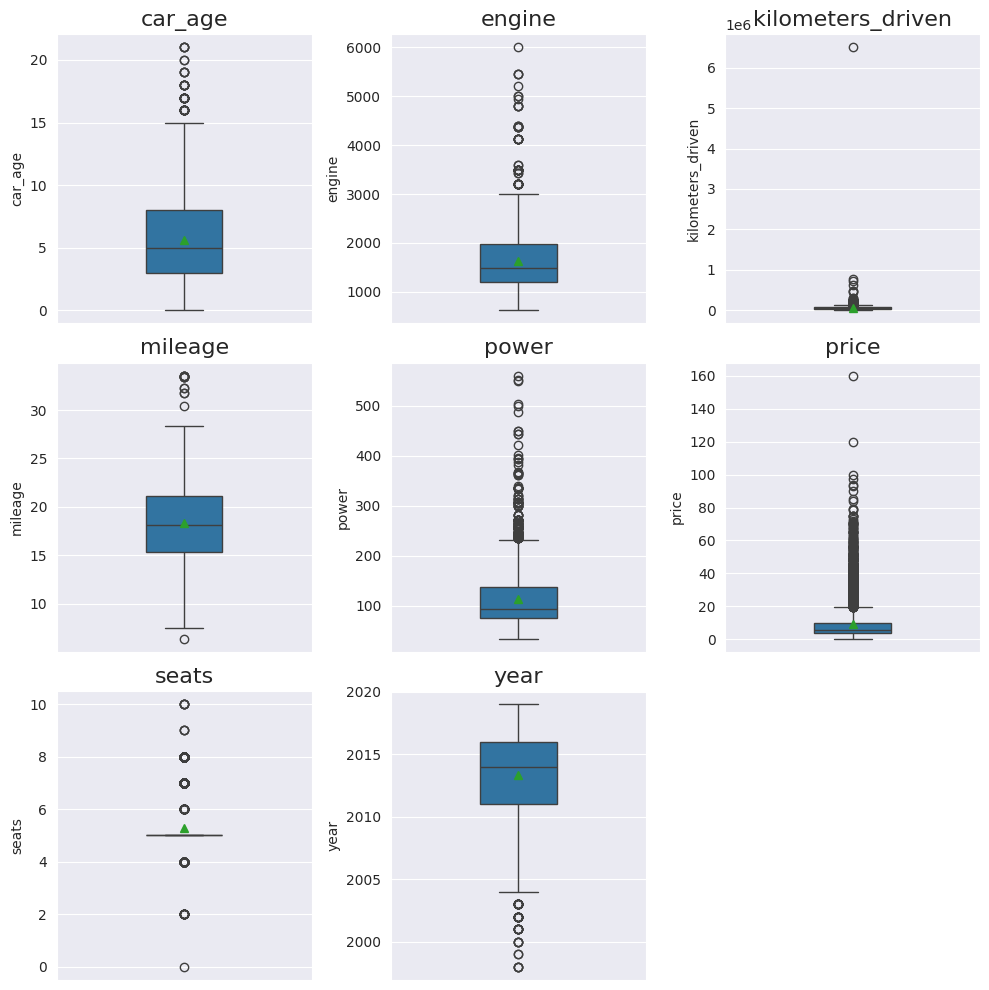 car_age
car_age
20
15
10
5
0
engine
engine
6000
5000
4000
3000
2000
1000
kilometers_driven
1e6
kilometers_driven
6
5
4
3
2
1
0
mileage
mileage
30
25
20
15
10
power
power
500
400
300
200
100
price
price
160
140
120
100
80
60
40
20
0
seats
seats
10
8
6
4
2
0
year
year
2020
2015
2010
2005
2000